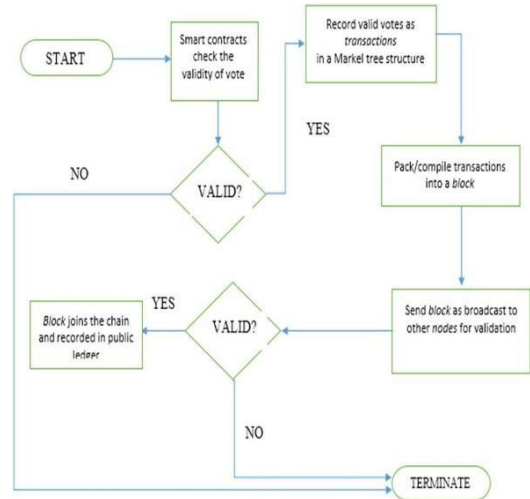 START
Smart contracts
check the
validity of vote
Record valid votes as
transactions
in a Markel tree structure
YES
NO
VALID?
Pack/compile transactions
into a block
YES
Block joins the chain
and recorded in public
ledger
VALID?
Send block as broadcast to
other nodes for validation
NO
TERMINATE